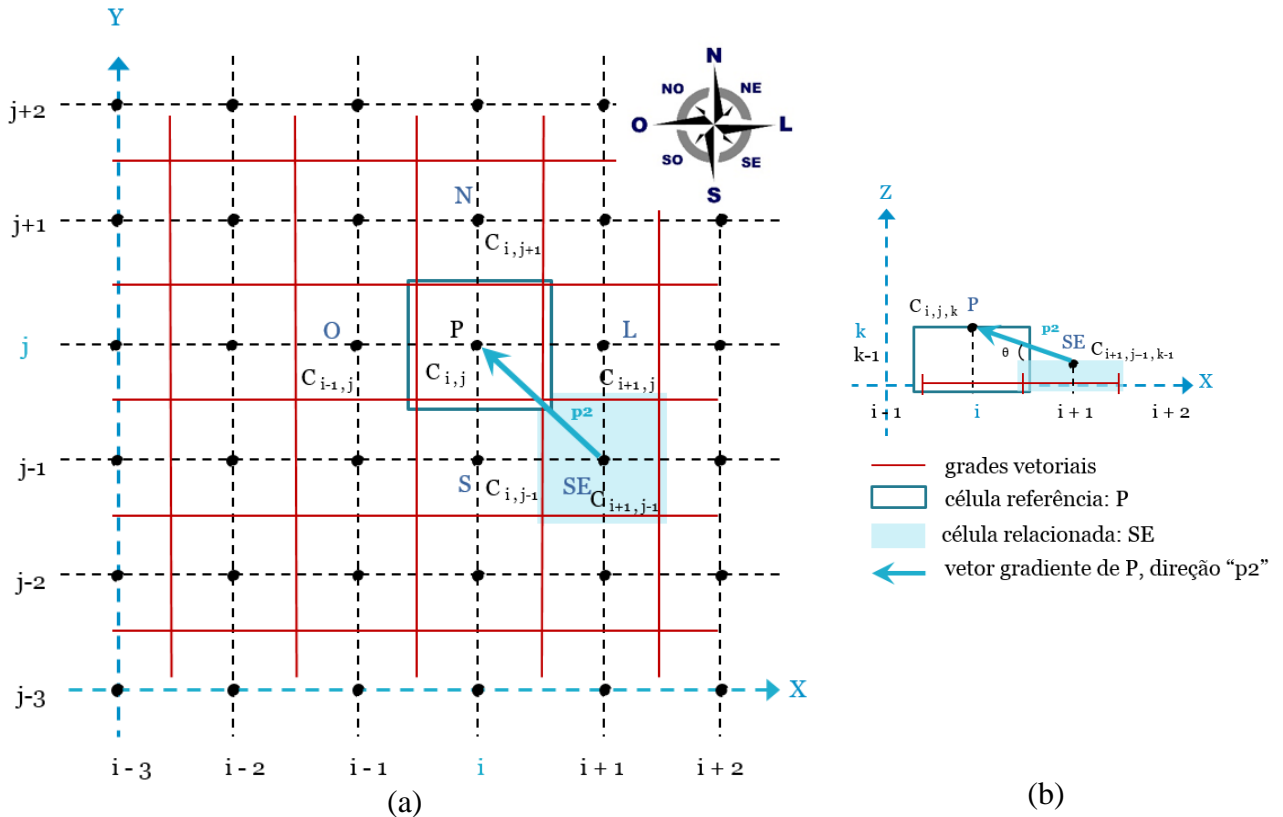 Y
N
NO
NE
O
L
SO
SE
S
j+2
N
j+1
C i , j+1
O
P
L
j
C i-1, j
C i, j
C i+1, j
p2
j-1
S
C i , j-1
SE
C i+1, j-1
j-2
j-3
X
i - 3
i - 2
i - 1
i
i + 1
i + 2
(a)
Z
C i , j , k
P
k
p2
SE
k-1
θ
C i+1, j-1, k-1
X
i - 1
i
i + 1
i + 2
grades vetoriais
célula referência: P
célula relacionada: SE
vetor gradiente de P, direção “p2”
(b)